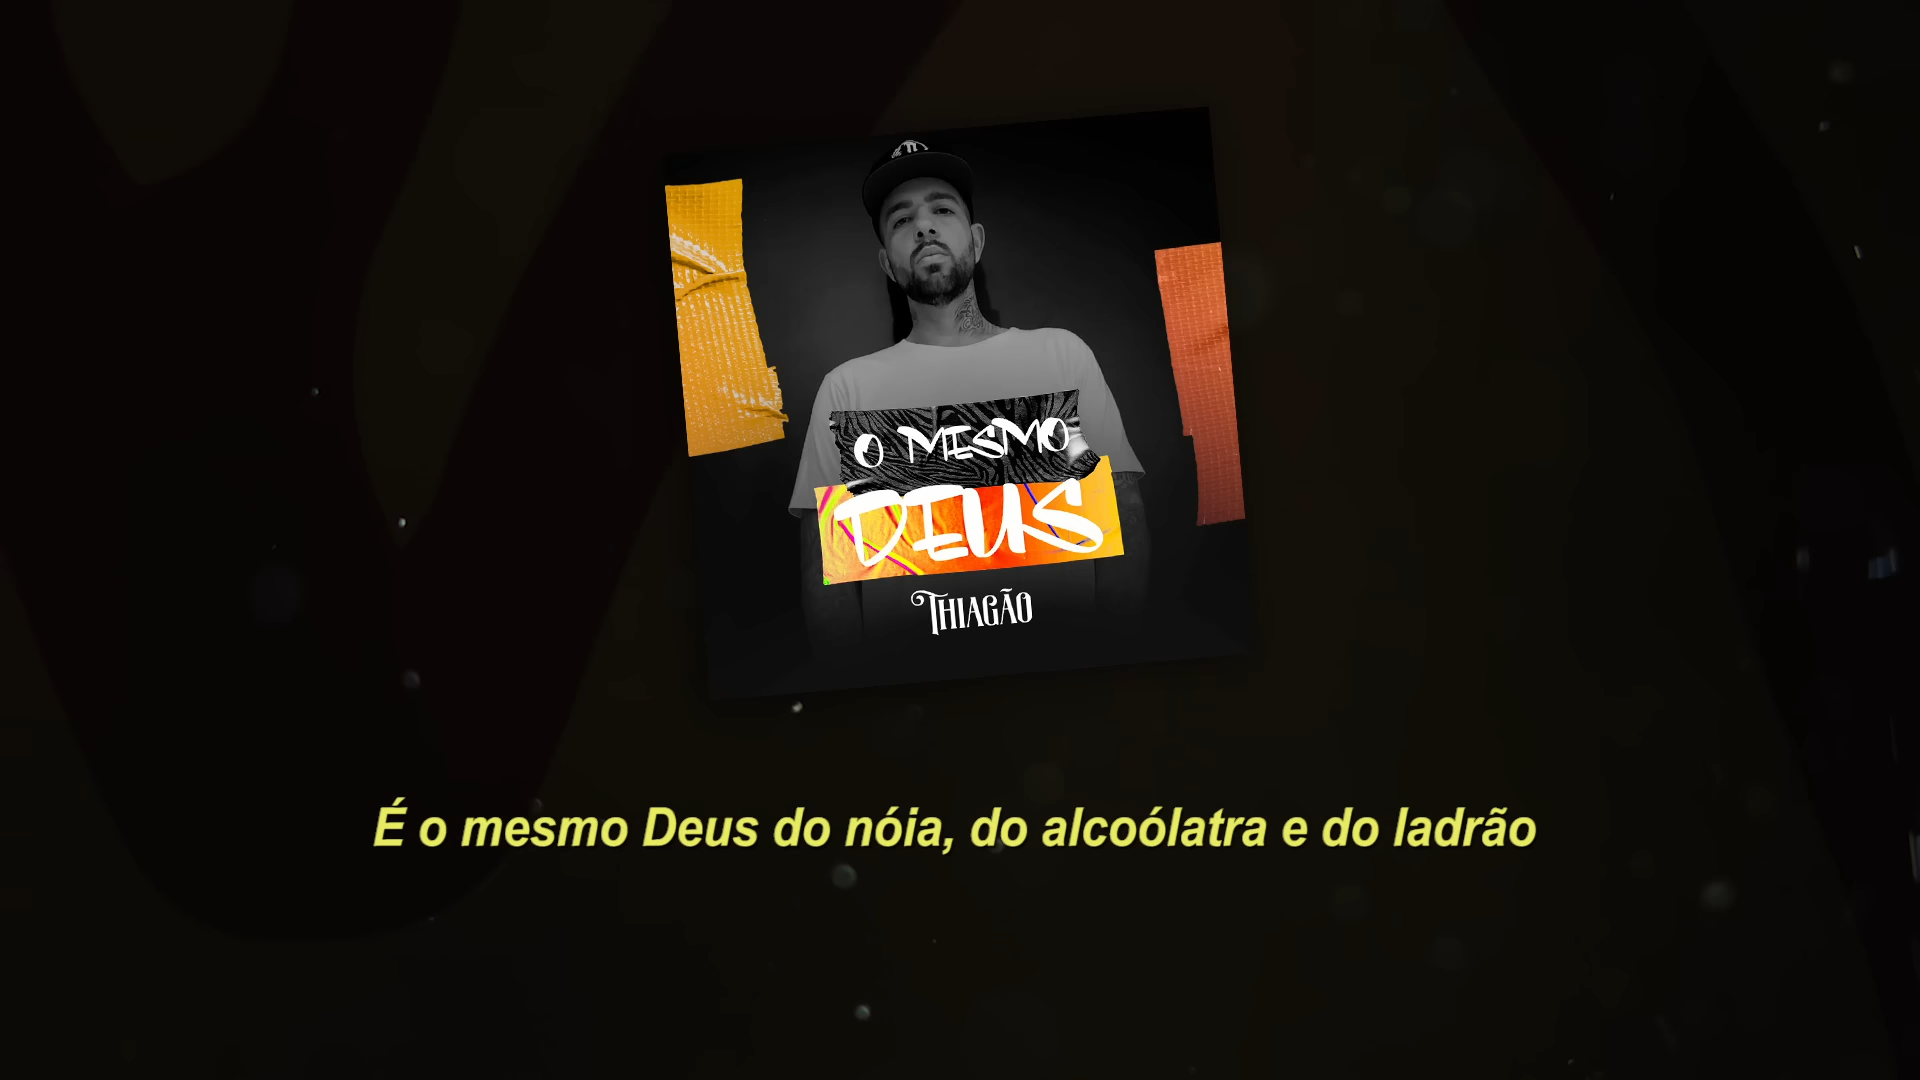 O MESMO
DEUS
THIAGÃO
É o mesmo Deus do nóia, do alcoólatra e do ladrão